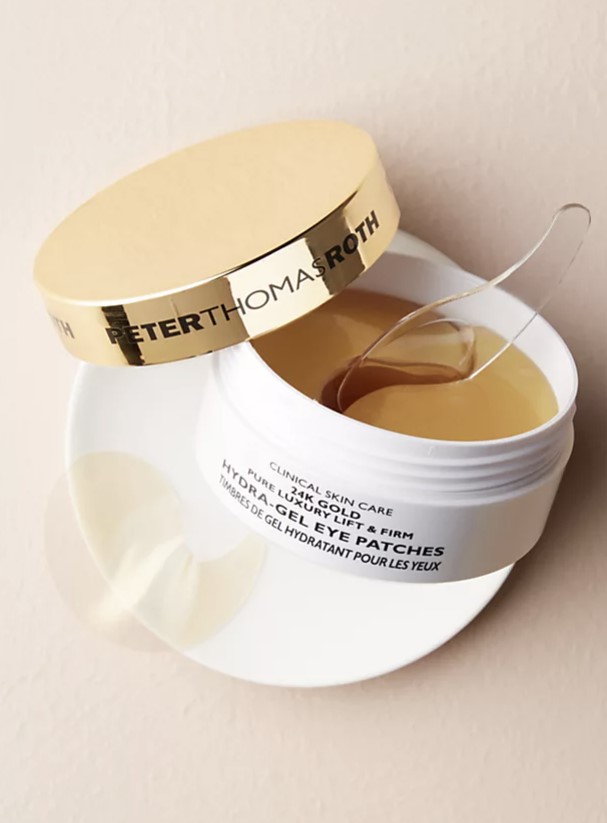 TH PETERTHOMASROTH
CLINICAL SKIN CARE
24K GOLD
PURE LUXURY LIFT & FIRM
HYDRA-GEL EYE PATCHES
TIMBRES DE GEL HYDRATANT POUR LES YEUX